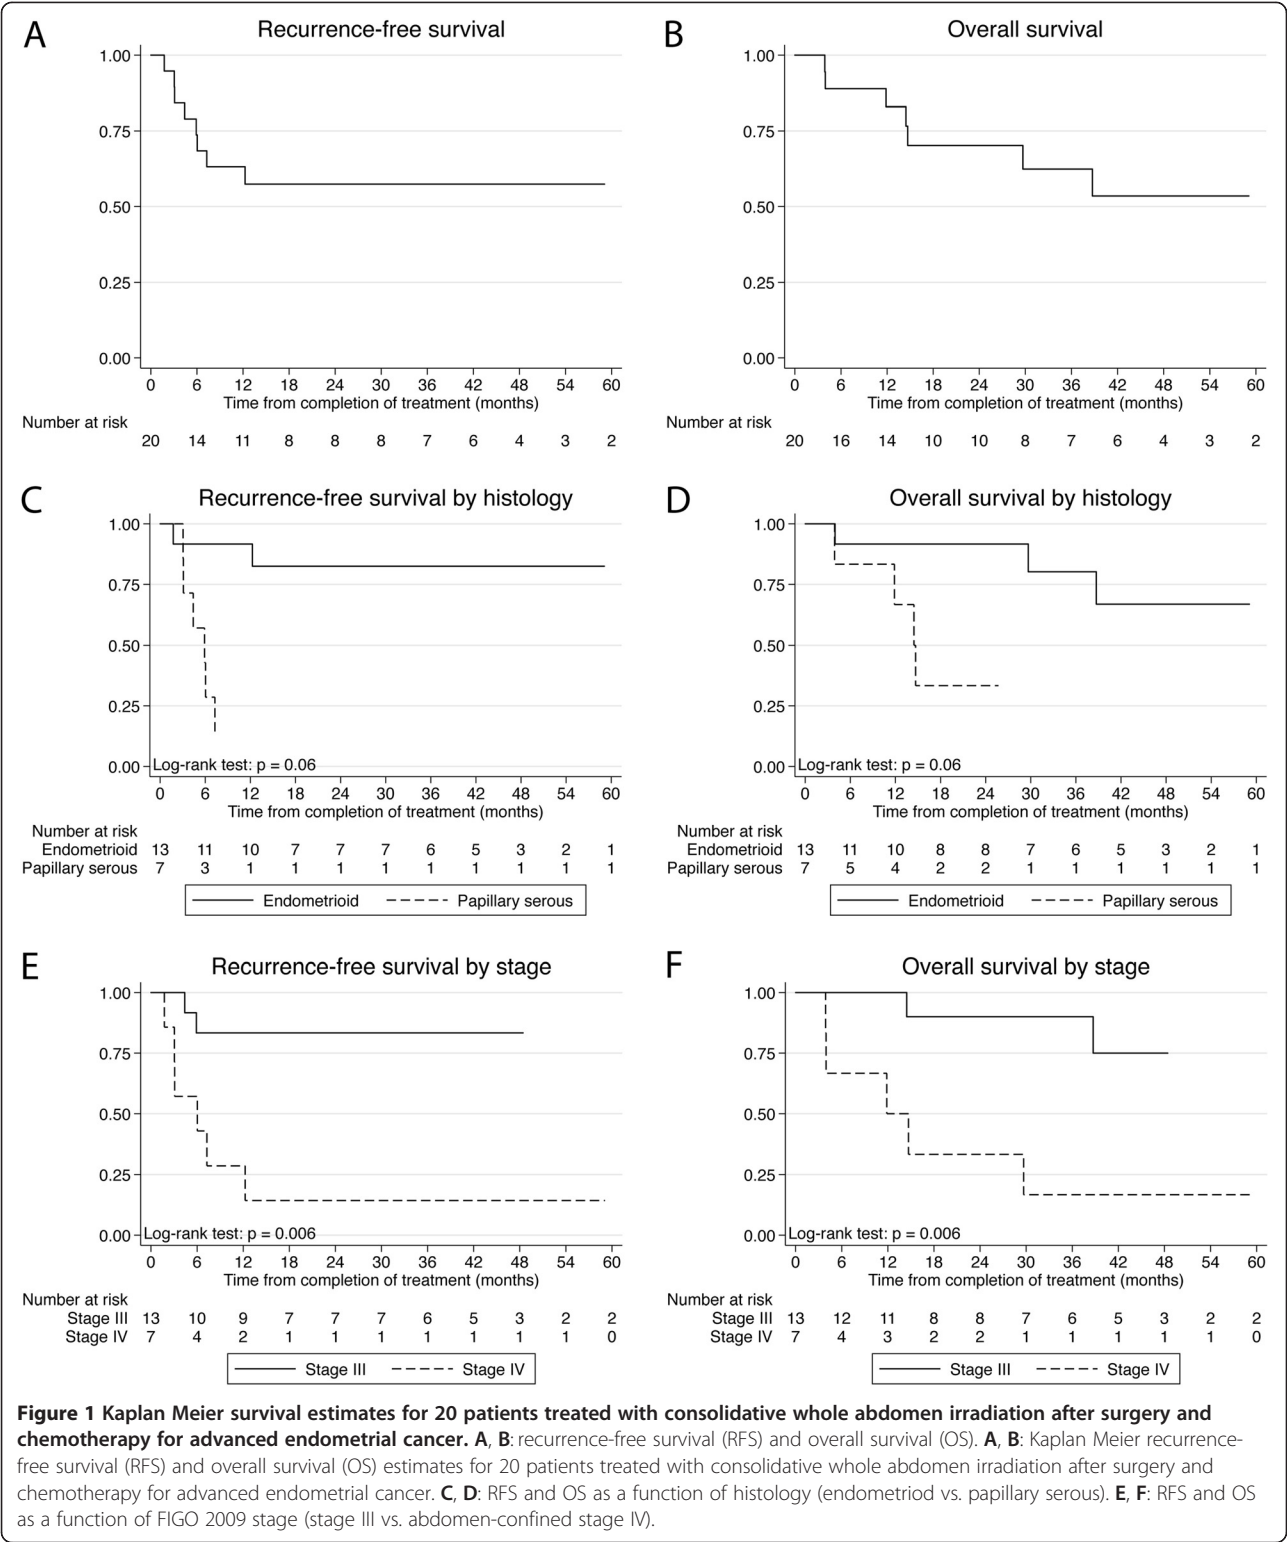 A
Recurrence-free survival
1.00
0.75
0.50
0.25
0.00
0 6 12 18 24 30 36 42 48 54 60
Time from completion of treatment (months)
Number at risk
20 14 11 8 8 8 7 6 4 3 2
B
Overall survival
1.00
0.75
0.50
0.25
0.00
0 6 12 18 24 30 36 42 48 54 60
Time from completion of treatment (months)
Number at risk
20 16 14 10 10 8 7 6 4 3 2
C
Recurrence-free survival by histology
1.00
0.75
0.50
0.25
0.00
Log-rank test: p = 0.06
0 6 12 18 24 30 36 42 48 54 60
Time from completion of treatment (months)
Number at risk
Endometrioid 13 11 10 7 7 7 6 5 3 2 1
Papillary serous 7 3 1 1 1 1 1 1 1 1 1
Endometrioid Papillary serous
D
Overall survival by histology
1.00
0.75
0.50
0.25
0.00
Log-rank test: p = 0.06
0 6 12 18 24 30 36 42 48 54 60
Time from completion of treatment (months)
Number at risk
Endometrioid 13 11 10 8 8 7 6 5 3 2 1
Papillary serous 7 5 4 2 2 1 1 1 1 1 1
Endometrioid Papillary serous
E
Recurrence-free survival by stage
1.00
0.75
0.50
0.25
0.00
Log-rank test: p = 0.006
0 6 12 18 24 30 36 42 48 54 60
Time from completion of treatment (months)
Number at risk
Stage III 13 10 9 7 7 7 6 5 3 2 2
Stage IV 7 4 2 1 1 1 1 1 1 1 0
Stage III Stage IV
F
Overall survival by stage
1.00
0.75
0.50
0.25
0.00
Log-rank test: p = 0.006
0 6 12 18 24 30 36 42 48 54 60
Time from completion of treatment (months)
Number at risk
Stage III 13 12 11 8 8 7 6 5 3 2 2
Stage IV 7 4 3 2 2 1 1 1 1 1 0
Stage III Stage IV
Figure 1 Kaplan Meier survival estimates for 20 patients treated with consolidative whole abdomen irradiation after surgery and
chemotherapy for advanced endometrial cancer. A, B: recurrence-free survival (RFS) and overall survival (OS). A, B: Kaplan Meier recurrence-
free survival (RFS) and overall survival (OS) estimates for 20 patients treated with consolidative whole abdomen irradiation after surgery and
chemotherapy for advanced endometrial cancer. C, D: RFS and OS as a function of histology (endometriod vs. papillary serous). E, F: RFS and OS
as a function of FIGO 2009 stage (stage III vs. abdomen-confined stage IV).